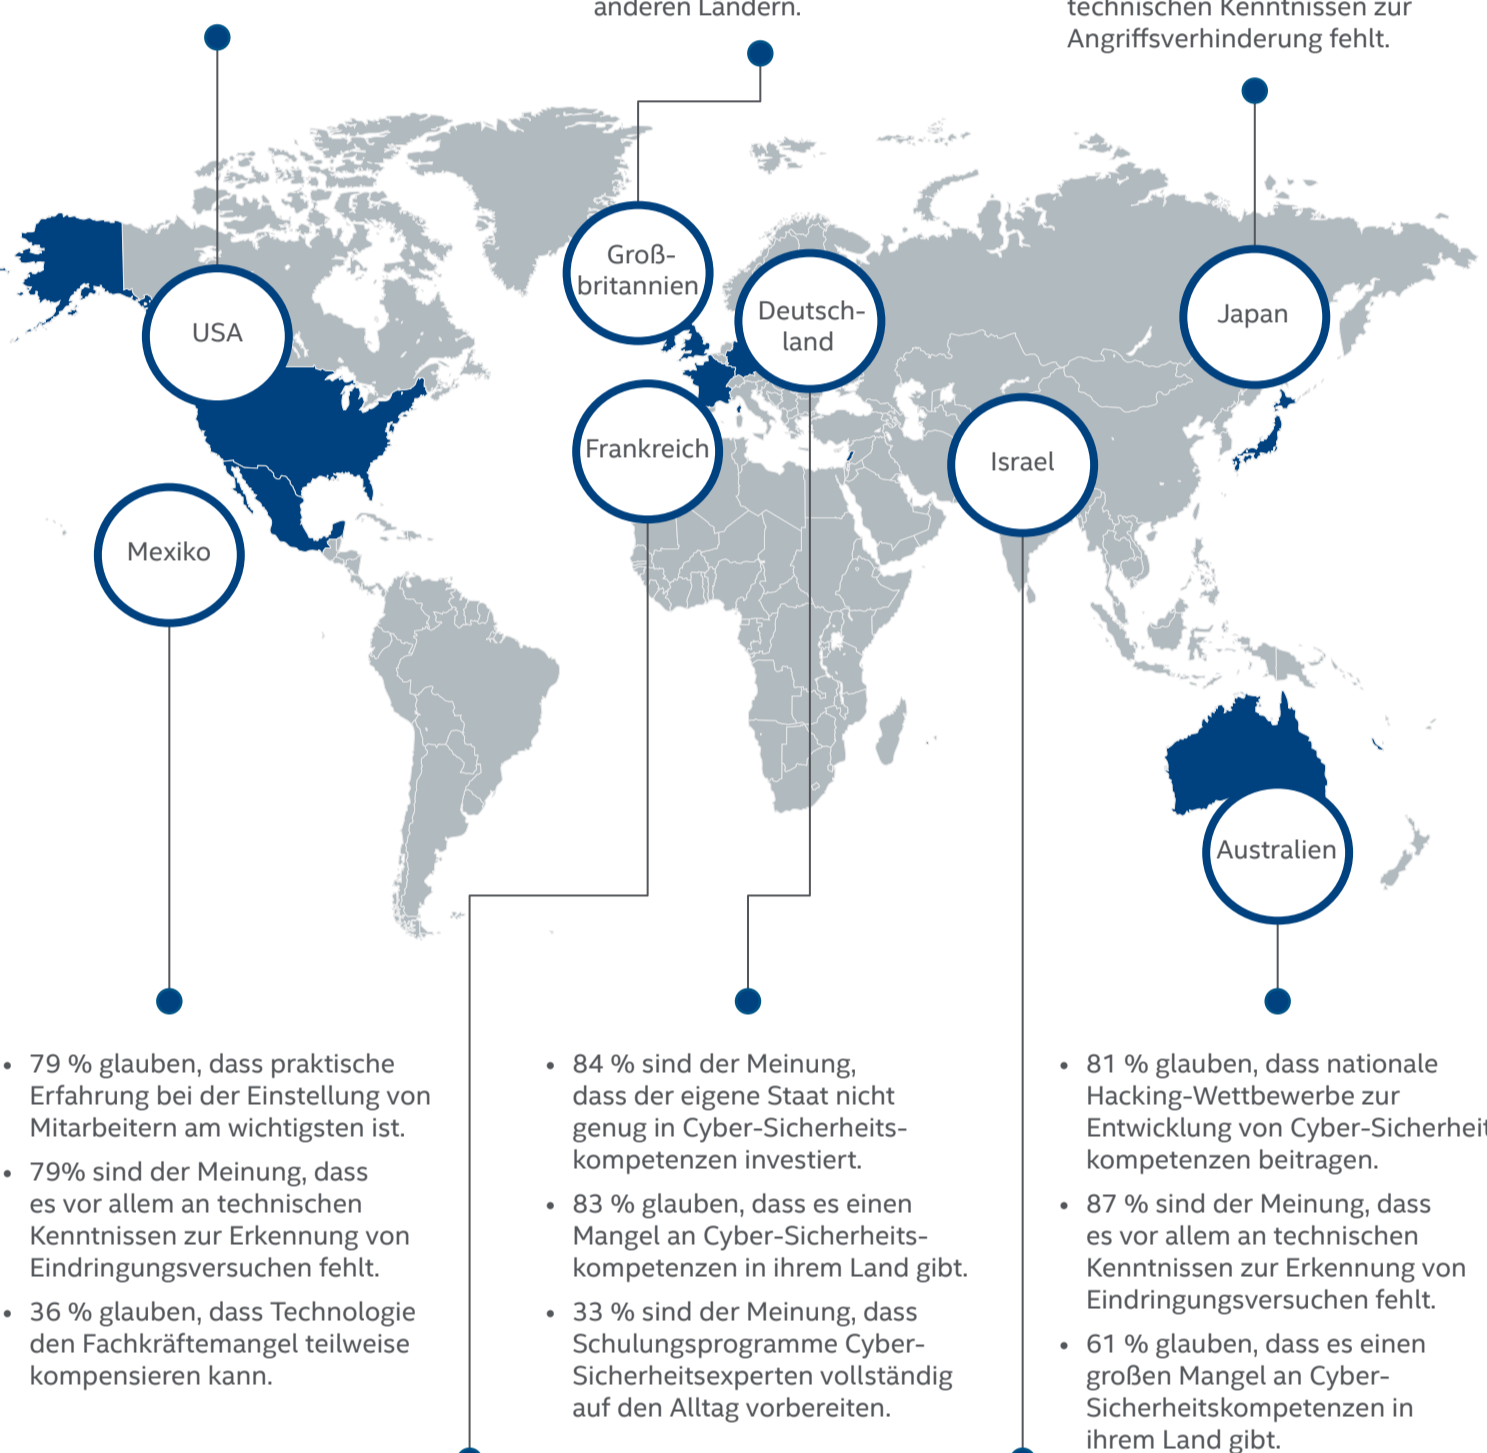 anderen Ländern.
technischen Kenntnissen zur
Angriffsverhinderung fehlt.
Groß-
britannien
Deutsch-
land
Japan
USA
Frankreich
Israel
Mexiko
Australien
• 79 % glauben, dass praktische
Erfahrung bei der Einstellung von
Mitarbeitern am wichtigsten ist.
• 79% sind der Meinung, dass
es vor allem an technischen
Kenntnissen zur Erkennung von
Eindringungsversuchen fehlt.
• 36 % glauben, dass Technologie
den Fachkräftemangel teilweise
kompensieren kann.
• 84 % sind der Meinung,
dass der eigene Staat nicht
genug in Cyber-Sicherheits-
kompetenzen investiert.
• 83 % glauben, dass es einen
Mangel an Cyber-Sicherheits-
kompetenzen in ihrem Land gibt.
• 33 % sind der Meinung, dass
Schulungsprogramme Cyber-
Sicherheitsexperten vollständig
auf den Alltag vorbereiten.
• 81 % glauben, dass nationale
Hacking-Wettbewerbe zur
Entwicklung von Cyber-Sicherheit
kompetenzen beitragen.
• 87 % sind der Meinung, dass
es vor allem an technischen
Kenntnissen zur Erkennung von
Eindringungsversuchen fehlt.
• 61 % glauben, dass es einen
großen Mangel an Cyber-
Sicherheitskompetenzen in
ihrem Land gibt.